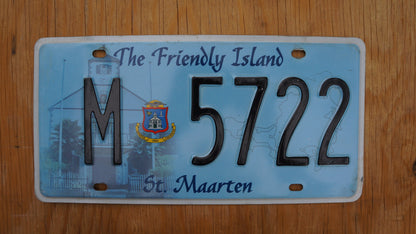 The Friendly Island
M 5722
St. Maarten